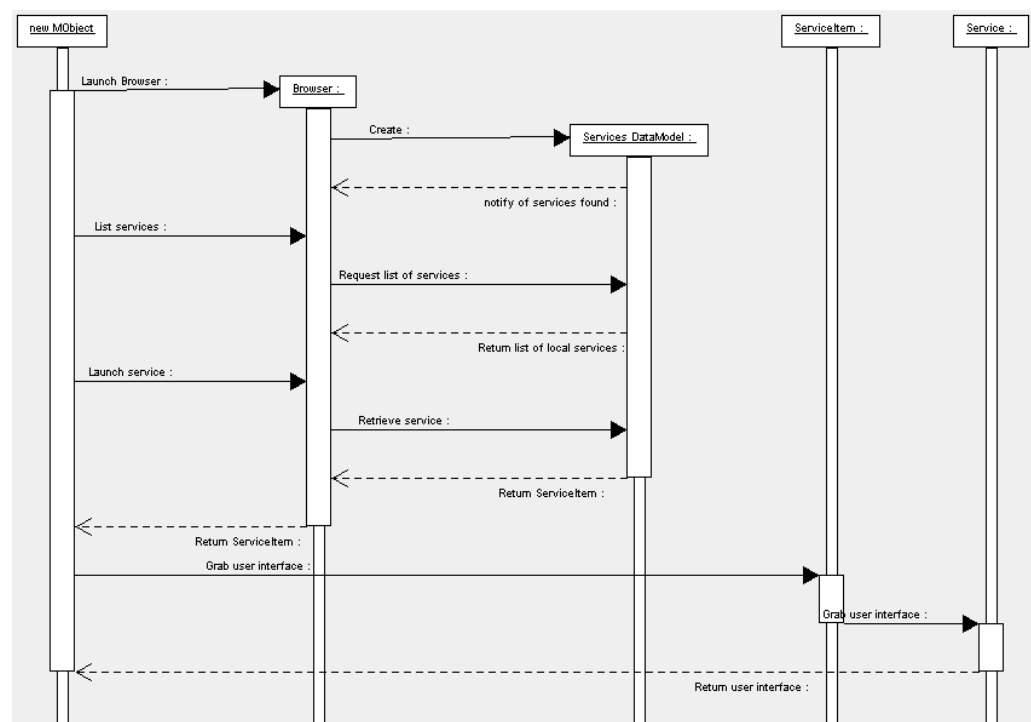 new MObject
ServiceItem :
Service :
Launch Browser :
Browser :
Create :
Services DataModel :
notify of services found :
List services :
Request list of services :
Return list of local services :
Launch service :
Retrieve service :
Return ServiceItem :
Return ServiceItem :
Grab user interface :
Grab user interface :
Return user interface :